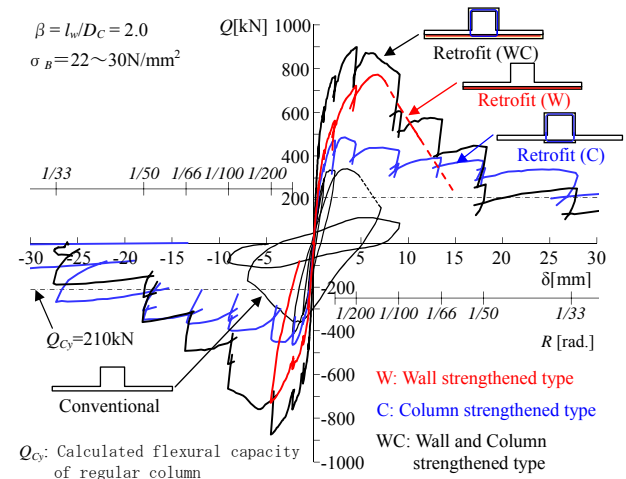 β = lw/DC = 2.0
σ B＝22～30N/mm²
Q[kN]
1000
800
600
400
200
Retrofit (WC)
Retrofit (W)
Retrofit (C)
1/33 1/50 1/66 1/100 1/200
-30 -25 -20 -15 -10 -5 0 5 10 15 20 25 30
δ[mm]
1/200 1/100 1/66 1/50 1/33
R [rad.]
-200
-400
-600
-800
-1000
QCy=210kN
Conventional
W: Wall strengthened type
C: Column strengthened type
WC: Wall and Column
strengthened type
QCy: Calculated flexural capacity
of regular column